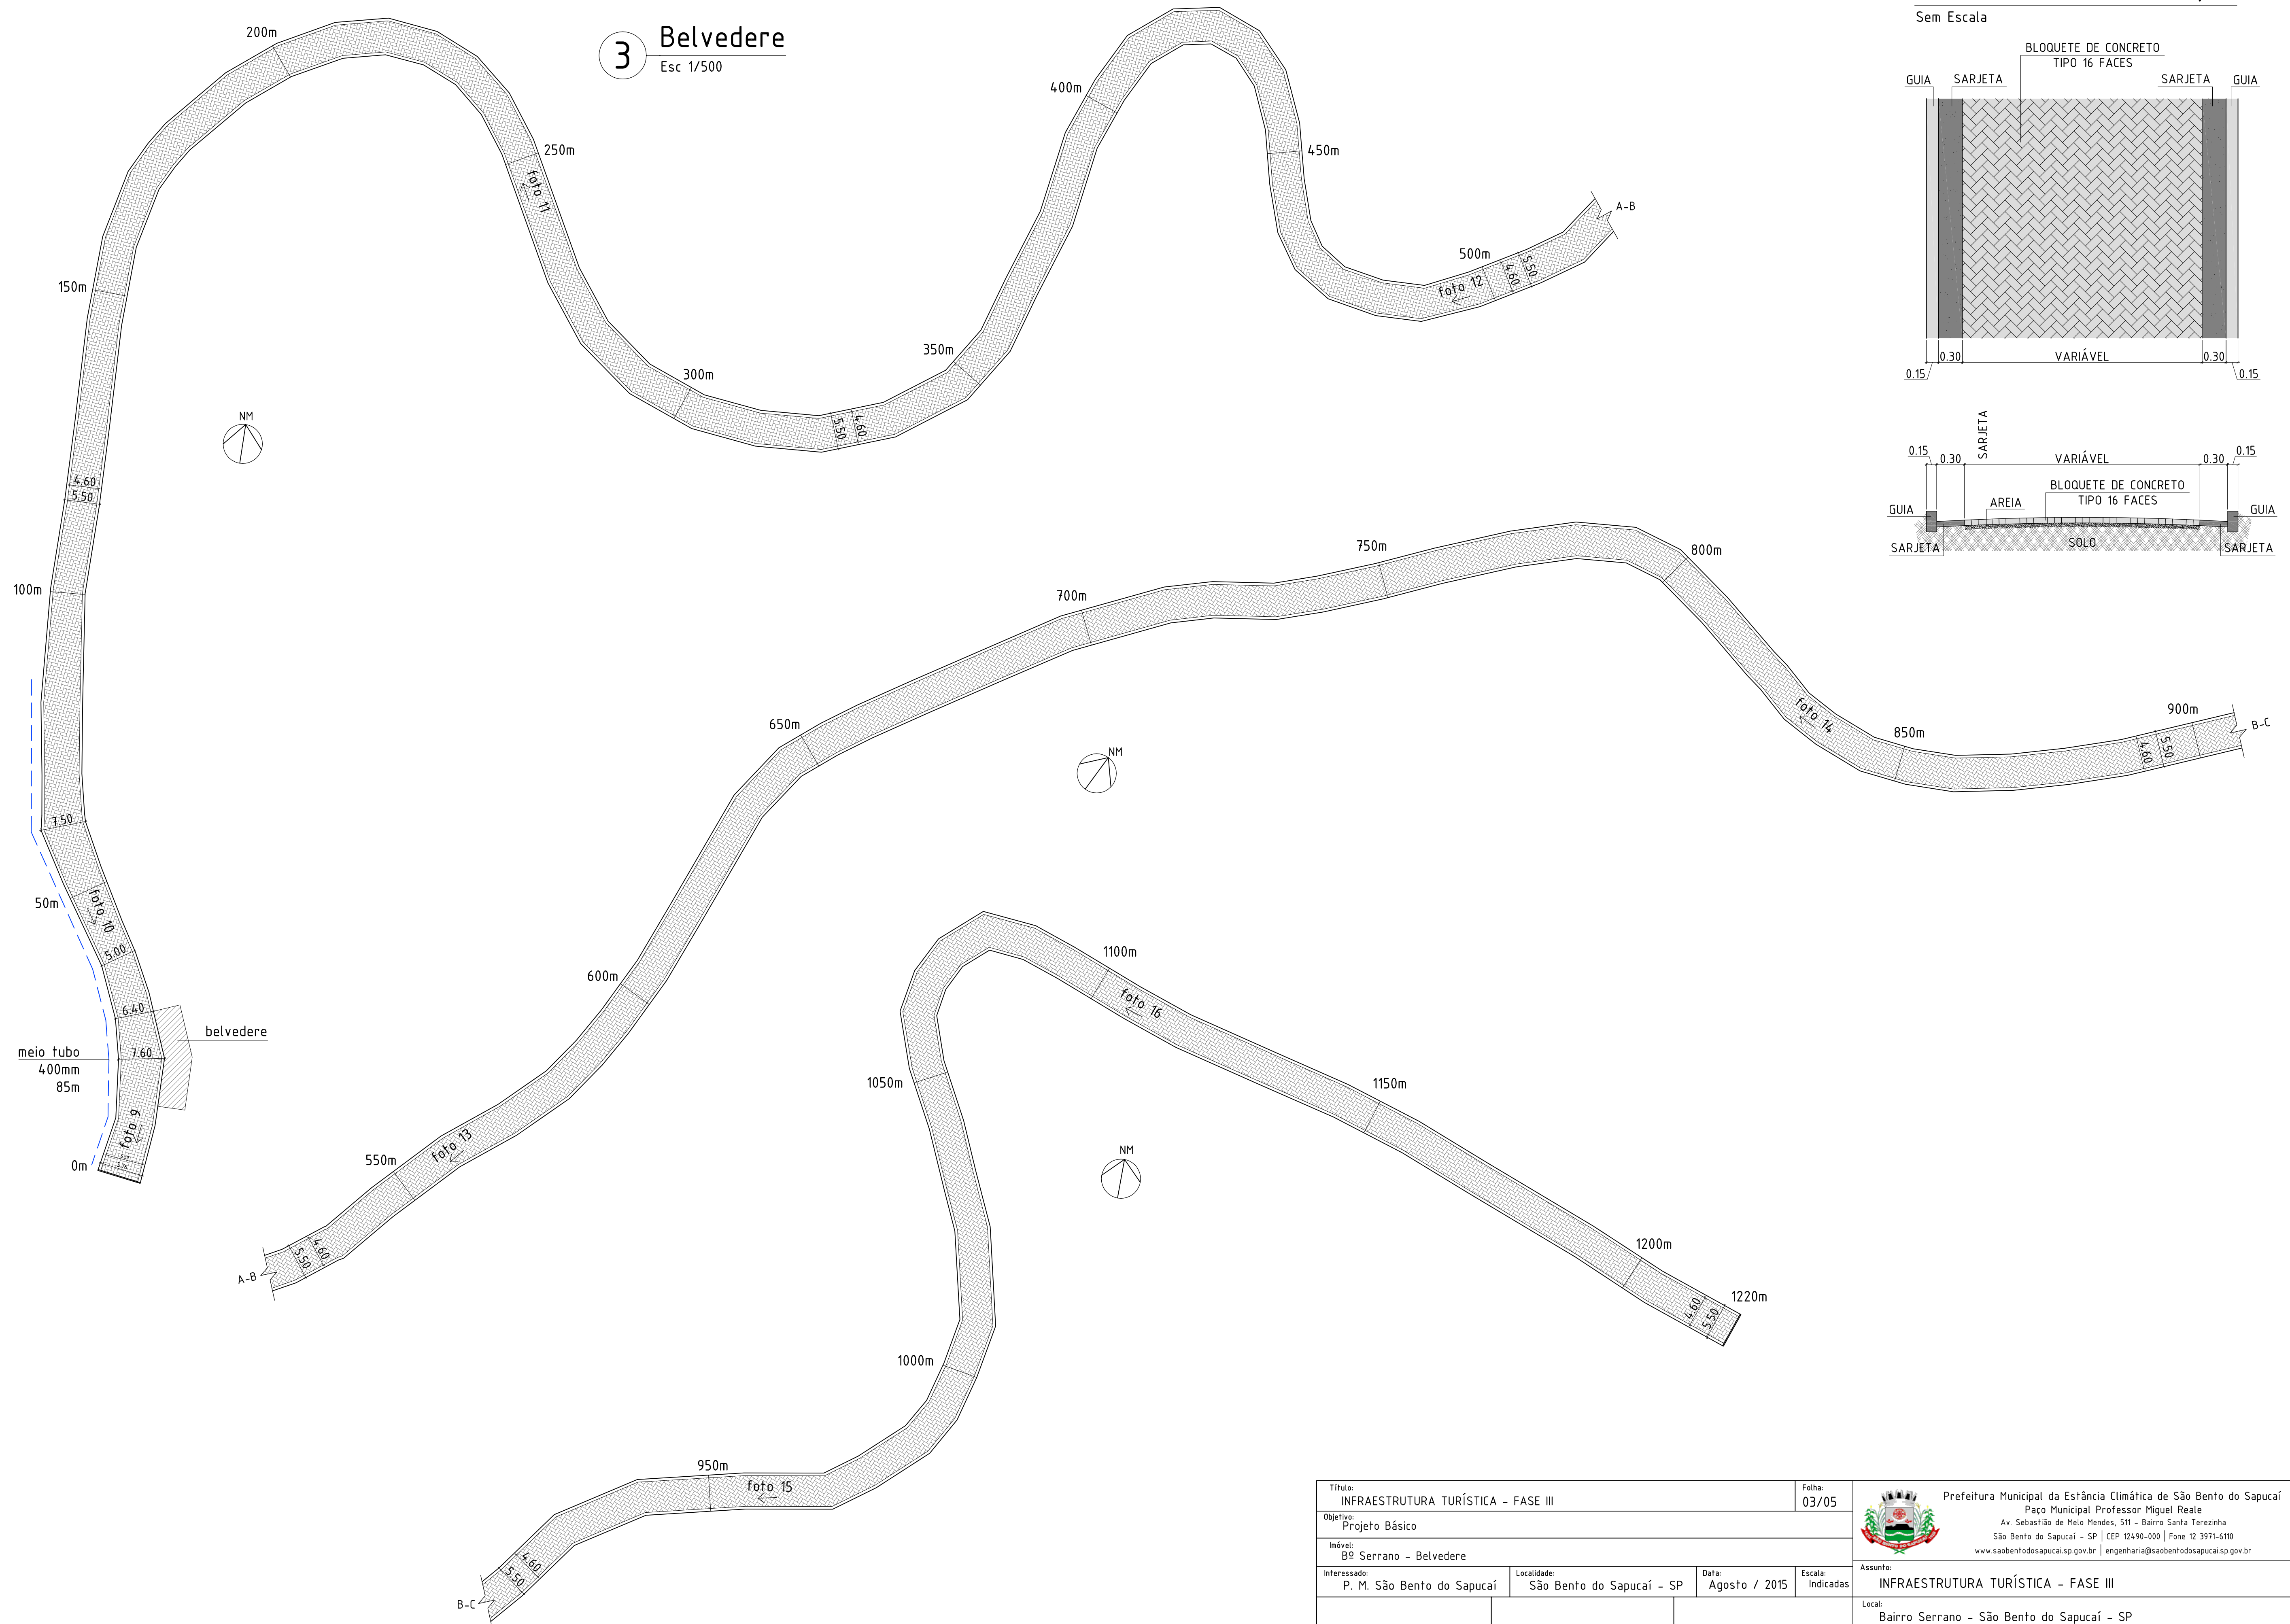 3
Belvedere
Esc 1/500
Sem Escala
BLOQUETE DE CONCRETO
TIPO 16 FACES
GUIA
SARJETA
SARJETA
GUIA
0.30
VARIÁVEL
0.30
0.15
0.15
SARJETA
0.15
0.30
VARIÁVEL
0.30
0.15
BLOQUETE DE CONCRETO
TIPO 16 FACES
AREIA
GUIA
GUIA
SARJETA
SOLO
SARJETA
200m
250m
foto 11
150m
300m
350m
400m
450m
500m
foto 12
4.60
5.50
A-B
5.50
4.60
NM
4.60
5.50
100m
7.50
50m
foto 10
5.00
6.40
belvedere
7.60
meio tubo
400mm
85m
foto 9
0m
A-B
5.50
4.60
550m
foto 13
600m
650m
700m
750m
800m
NM
foto 14
850m
4.60
5.50
900m
B-C
B-C
5.50
4.60
950m
foto 15
1000m
1050m
1100m
foto 16
NM
1150m
1200m
4.60
5.50
1220m
Título:
INFRAESTRUTURA TURÍSTICA - FASE III
Folha:
03/05
Objetivo:
Projeto Básico
Imóvel:
Bº Serrano - Belvedere
Interessado:
P. M. São Bento do Sapucaí
Localidade:
São Bento do Sapucaí - SP
Data:
Agosto / 2015
Escala:
Indicadas
Prefeitura Municipal da Estância Climática de São Bento do Sapucaí
Paço Municipal Professor Miguel Reale
Av. Sebastião de Melo Mendes, 511 - Bairro Santa Terezinha
São Bento do Sapucaí - SP | CEP 12490-000 | Fone 12 3971-6110
www.saobentodosapucai.sp.gov.br | engenharia@saobentodosapucai.sp.gov.br
Assunto:
INFRAESTRUTURA TURÍSTICA - FASE III
Local:
Bairro Serrano - São Bento do Sapucaí - SP